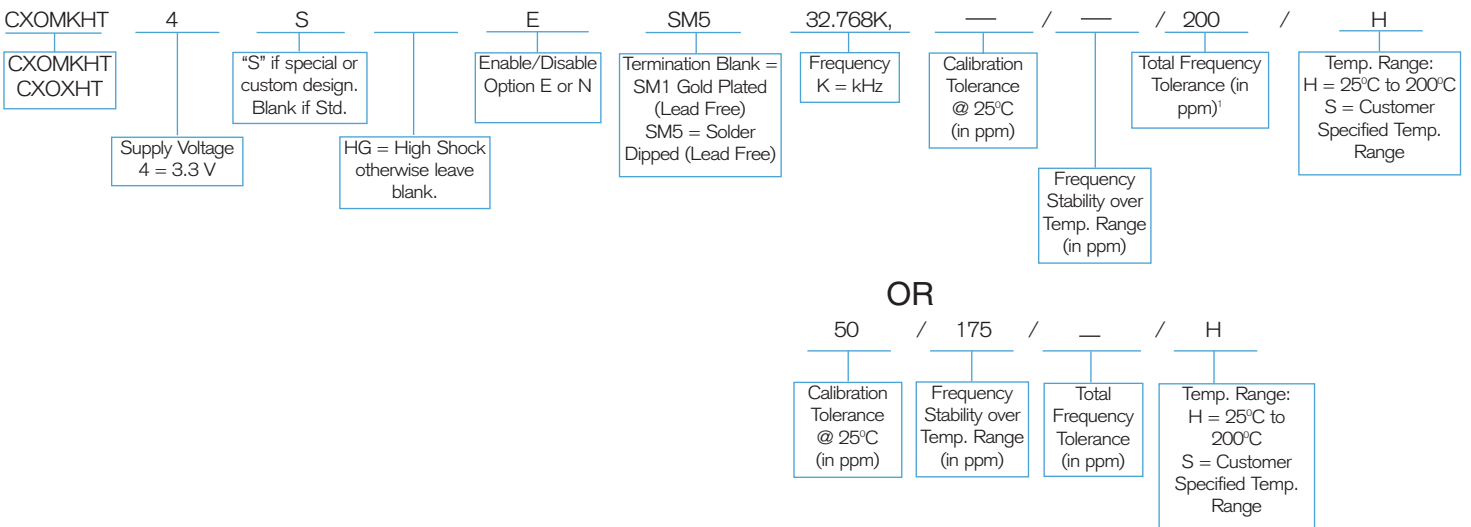 CXOMKHT 4 S E SM5 32.768K, — / — / 200 / H
CXOMKHT
CXOXHT
Supply Voltage
4 = 3.3 V
“S” if special or
custom design.
Blank if Std.
HG = High Shock
otherwise leave
blank.
Enable/Disable
Option E or N
Termination Blank =
SM1 Gold Plated
(Lead Free)
SM5 = Solder
Dipped (Lead Free)
Frequency
K = kHz
Calibration
Tolerance
@ 25ºC
(in ppm)
Frequency
Stability over
Temp. Range
(in ppm)
Total Frequency
Tolerance (in
ppm)¹
Temp. Range:
H = 25ºC to 200ºC
S = Customer
Specified Temp.
Range
OR
50 / 175 / __ / H
Calibration
Tolerance
@ 25ºC
(in ppm)
Frequency
Stability over
Temp. Range
(in ppm)
Total
Frequency
Tolerance
(in ppm)
Temp. Range:
H = 25ºC to
200ºC
S = Customer
Specified Temp.
Range